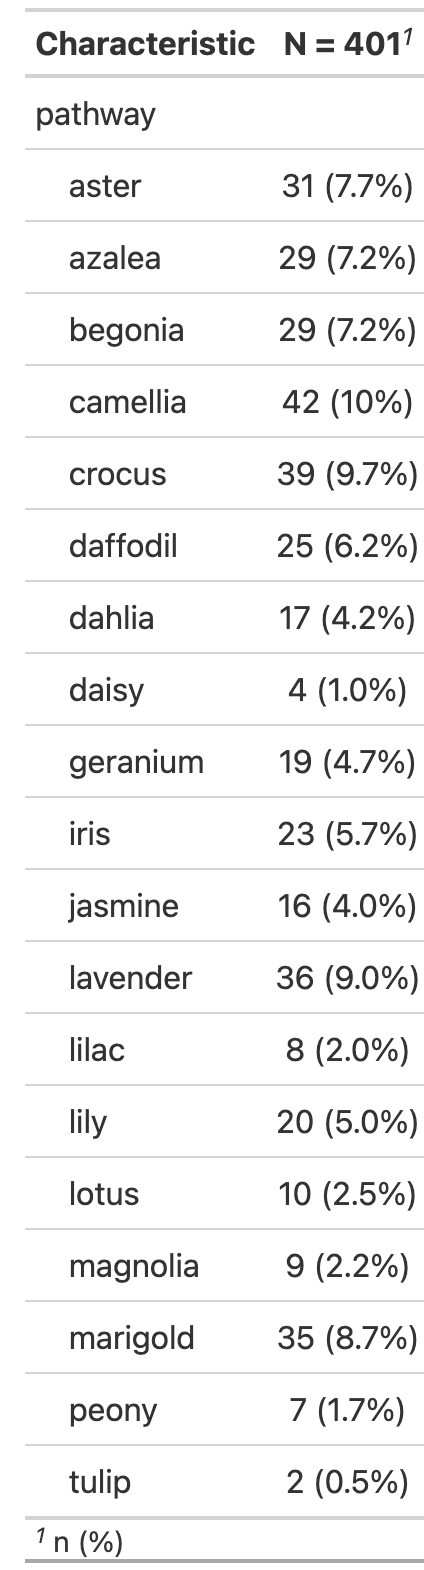 Characteristic N = 401¹
pathway
aster 31 (7.7%)
azalea 29 (7.2%)
begonia 29 (7.2%)
camellia 42 (10%)
crocus 39 (9.7%)
daffodil 25 (6.2%)
dahlia 17 (4.2%)
daisy 4 (1.0%)
geranium 19 (4.7%)
iris 23 (5.7%)
jasmine 16 (4.0%)
lavender 36 (9.0%)
lilac 8 (2.0%)
lily 20 (5.0%)
lotus 10 (2.5%)
magnolia 9 (2.2%)
marigold 35 (8.7%)
peony 7 (1.7%)
tulip 2 (0.5%)
¹ n (%)